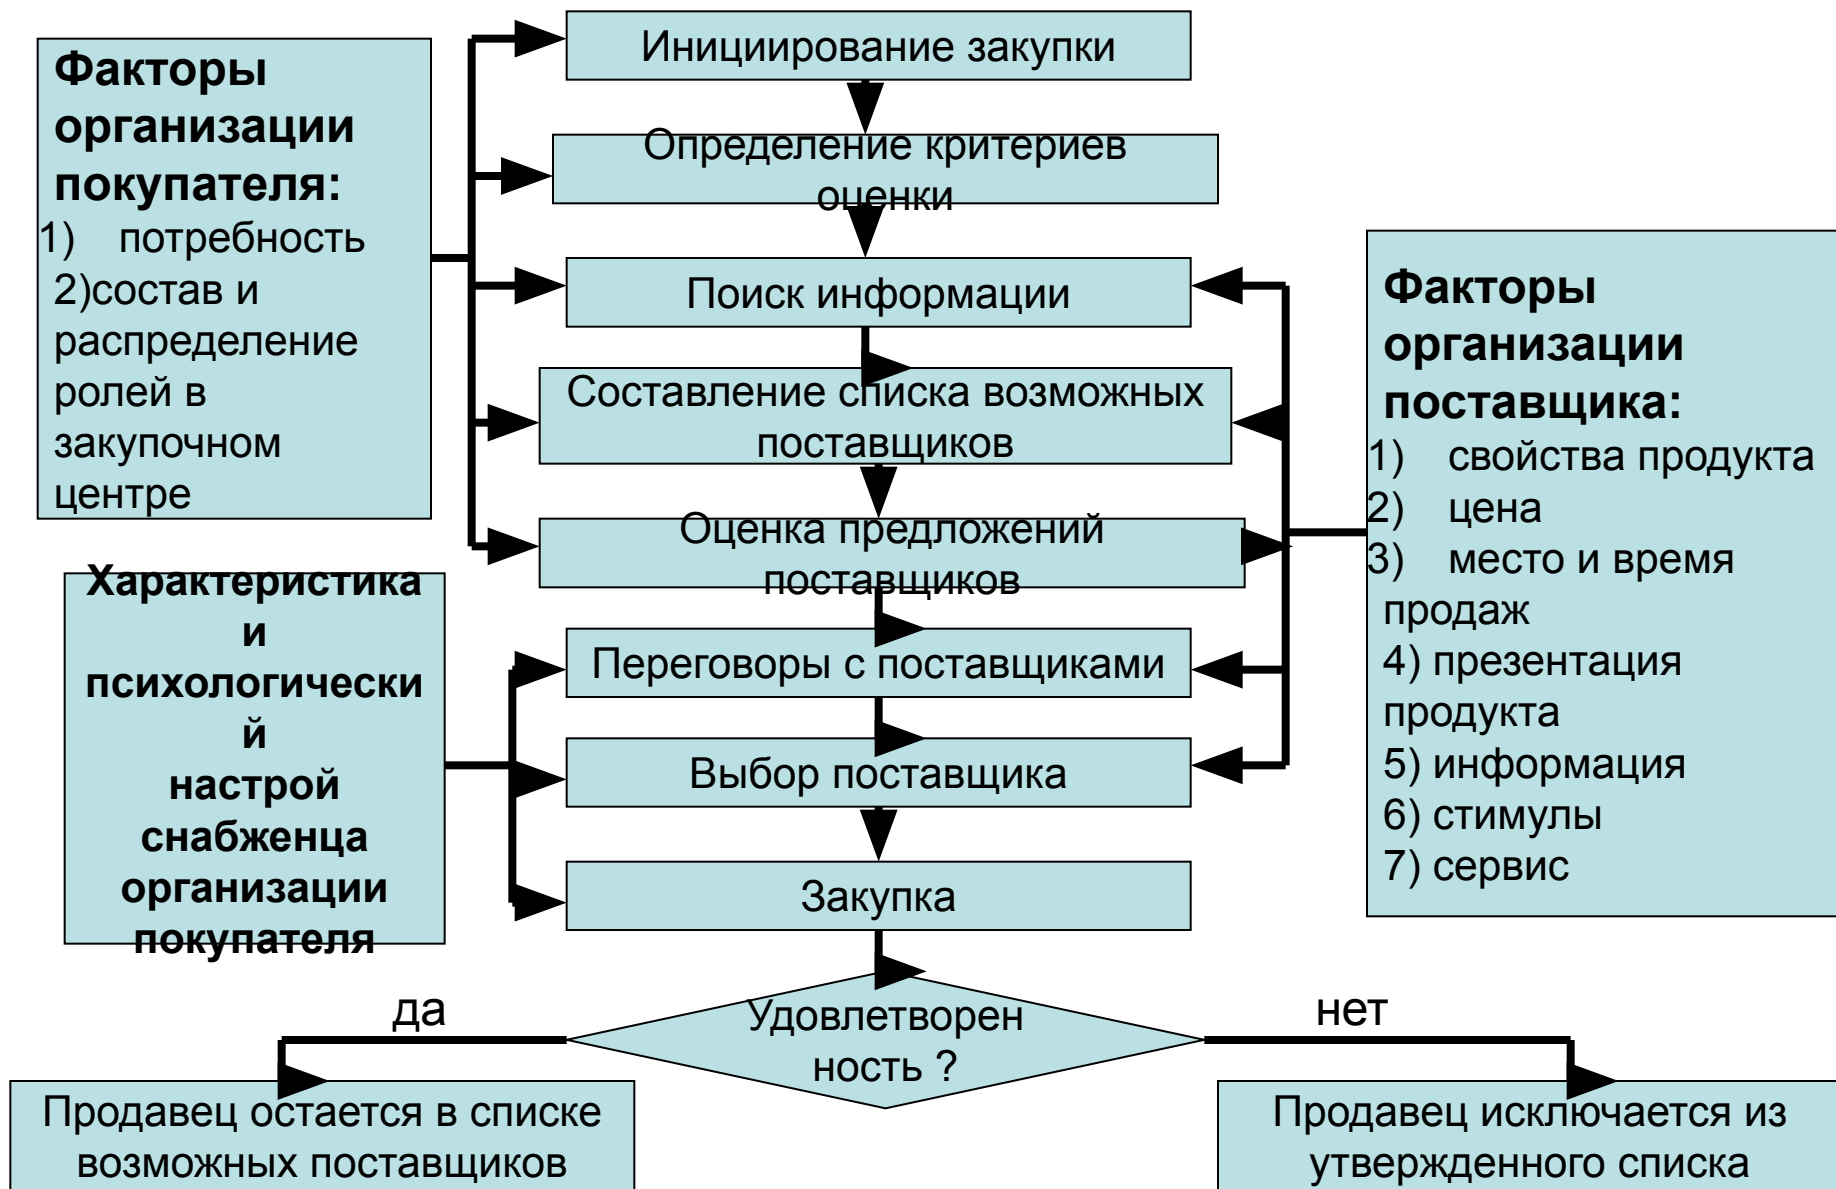 Инициирование закупки
Факторы
организации
покупателя:
1) потребность
2)состав и
распределение
ролей в
закупочном
центре
Определение критериев
оценки
Поиск информации
Составление списка возможных
поставщиков
Оценка предложений
поставщиков
Факторы
организации
поставщика:
1) свойства продукта
2) цена
3) место и время
продаж
4) презентация
продукта
5) информация
6) стимулы
7) сервис
Характеристика
и
психологически
й
настрой
снабженца
организации
покупателя
Переговоры с поставщиками
Выбор поставщика
Закупка
да
Удовлетворен
ность ?
нет
Продавец остается в списке
возможных поставщиков
Продавец исключается из
утвержденного списка